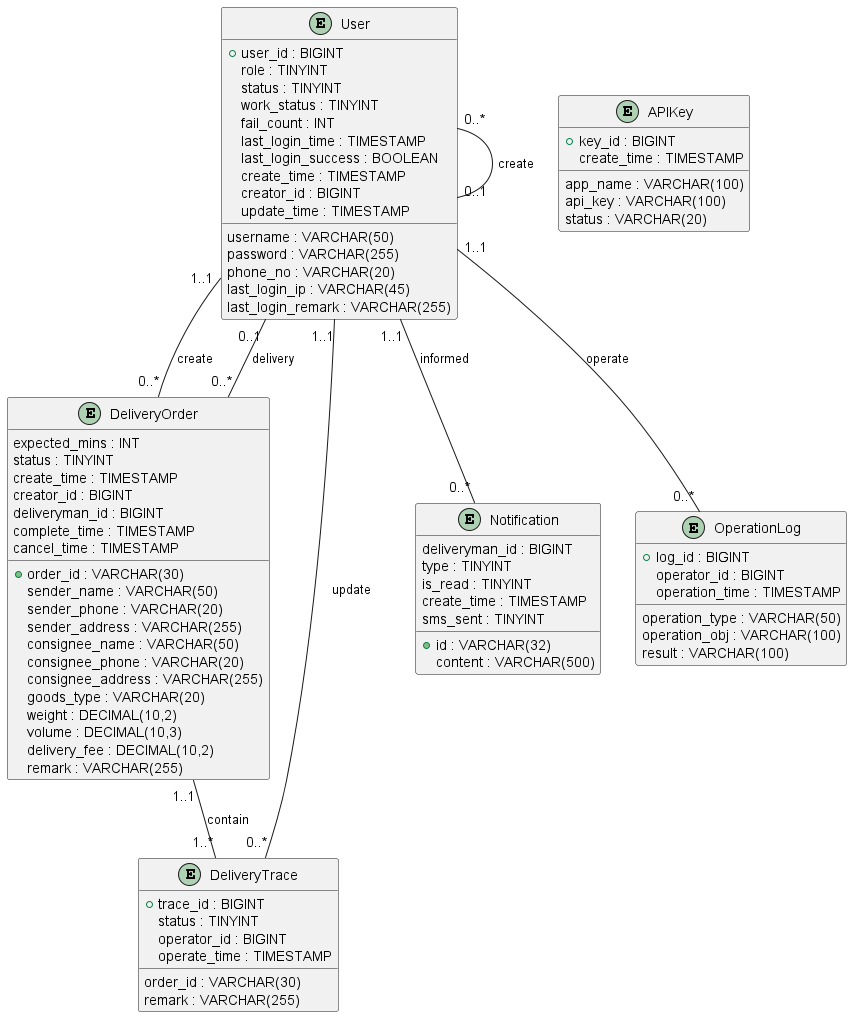 E User
user_id : BIGINT
role : TINYINT
status : TINYINT
work_status : TINYINT
fail_count : INT
last_login_time : TIMESTAMP
last_login_success : BOOLEAN
create_time : TIMESTAMP
creator_id : BIGINT
update_time : TIMESTAMP
username : VARCHAR(50)
password : VARCHAR(255)
phone_no : VARCHAR(20)
last_login_ip : VARCHAR(45)
last_login_remark : VARCHAR(255)
0..*
create
0..1
E APIKey
key_id : BIGINT
create_time : TIMESTAMP
app_name : VARCHAR(100)
api_key : VARCHAR(100)
status : VARCHAR(20)
1..1
create
0..*
0..1
delivery
0..*
1..1
update
0..*
1..1
informed
0..*
1..1
operate
0..*
E DeliveryOrder
expected_mins : INT
status : TINYINT
create_time : TIMESTAMP
creator_id : BIGINT
deliveryman_id : BIGINT
complete_time : TIMESTAMP
cancel_time : TIMESTAMP
order_id : VARCHAR(30)
sender_name : VARCHAR(50)
sender_phone : VARCHAR(20)
sender_address : VARCHAR(255)
consignee_name : VARCHAR(50)
consignee_phone : VARCHAR(20)
consignee_address : VARCHAR(255)
goods_type : VARCHAR(20)
weight : DECIMAL(10,2)
volume : DECIMAL(10,3)
delivery_fee : DECIMAL(10,2)
remark : VARCHAR(255)
E Notification
deliveryman_id : BIGINT
type : TINYINT
is_read : TINYINT
create_time : TIMESTAMP
sms_sent : TINYINT
id : VARCHAR(32)
content : VARCHAR(500)
E OperationLog
log_id : BIGINT
operator_id : BIGINT
operation_time : TIMESTAMP
operation_type : VARCHAR(50)
operation_obj : VARCHAR(100)
result : VARCHAR(100)
1..1
contain
1..*
E DeliveryTrace
trace_id : BIGINT
status : TINYINT
operator_id : BIGINT
operate_time : TIMESTAMP
order_id : VARCHAR(30)
remark : VARCHAR(255)